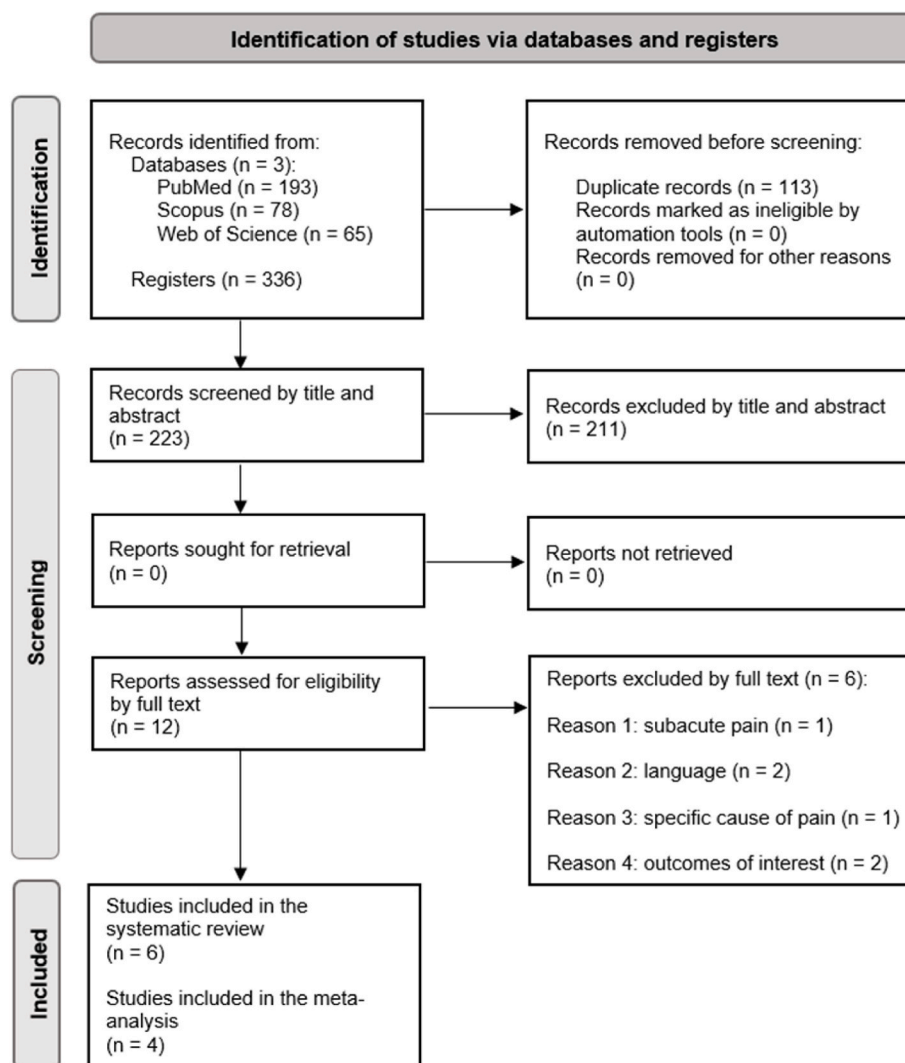 Identification of studies via databases and registers
Identification
Records identified from:
Databases (n = 3):
PubMed (n = 193)
Scopus (n = 78)
Web of Science (n = 65)
Registers (n = 336)
Records removed before screening:
Duplicate records (n = 113)
Records marked as ineligible by
automation tools (n = 0)
Records removed for other reasons
(n = 0)
Screening
Records screened by title and
abstract
(n = 223)
Records excluded by title and abstract
(n = 211)
Reports sought for retrieval
(n = 0)
Reports not retrieved
(n = 0)
Reports assessed for eligibility
by full text
(n = 12)
Reports excluded by full text (n = 6):
Reason 1: subacute pain (n = 1)
Reason 2: language (n = 2)
Reason 3: specific cause of pain (n = 1)
Reason 4: outcomes of interest (n = 2)
Included
Studies included in the
systematic review
(n = 6)
Studies included in the meta-
analysis
(n = 4)